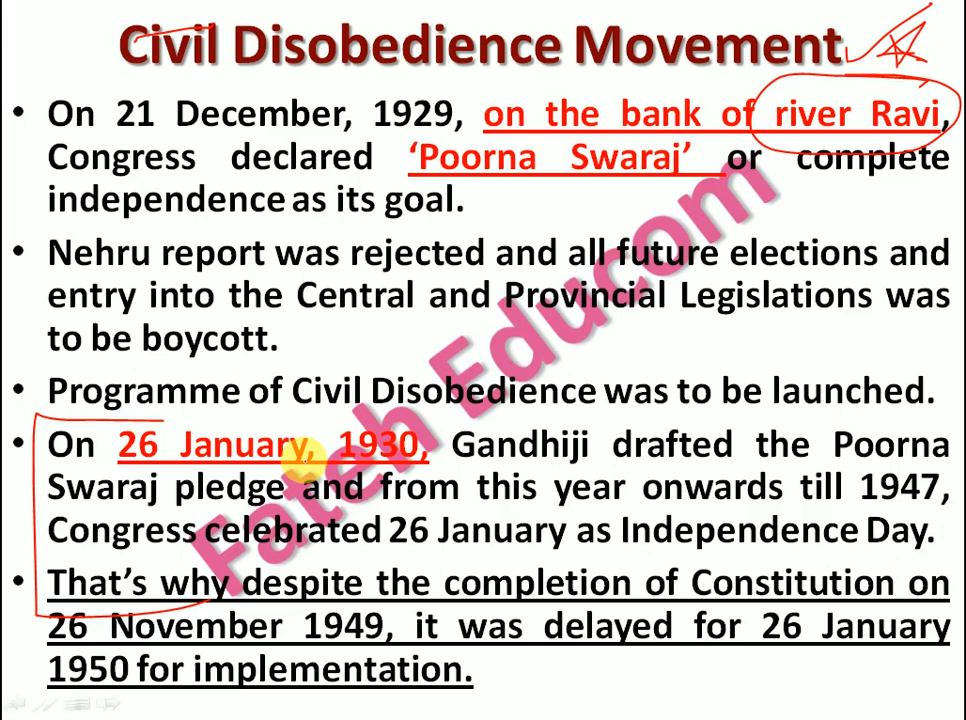 Civil Disobedience Movement
• On 21 December, 1929, on the bank of river Ravi,
Congress declared ‘Poorna Swaraj’ or complete
independence as its goal.
• Nehru report was rejected and all future elections and
entry into the Central and Provincial Legislations was
to be boycott.
• Programme of Civil Disobedience was to be launched.
• On 26 January, 1930, Gandhiji drafted the Poorna
Swaraj pledge and from this year onwards till 1947,
Congress celebrated 26 January as Independence Day.
• That’s why despite the completion of Constitution on
26 November 1949, it was delayed for 26 January
1950 for implementation.
Fateh Educom